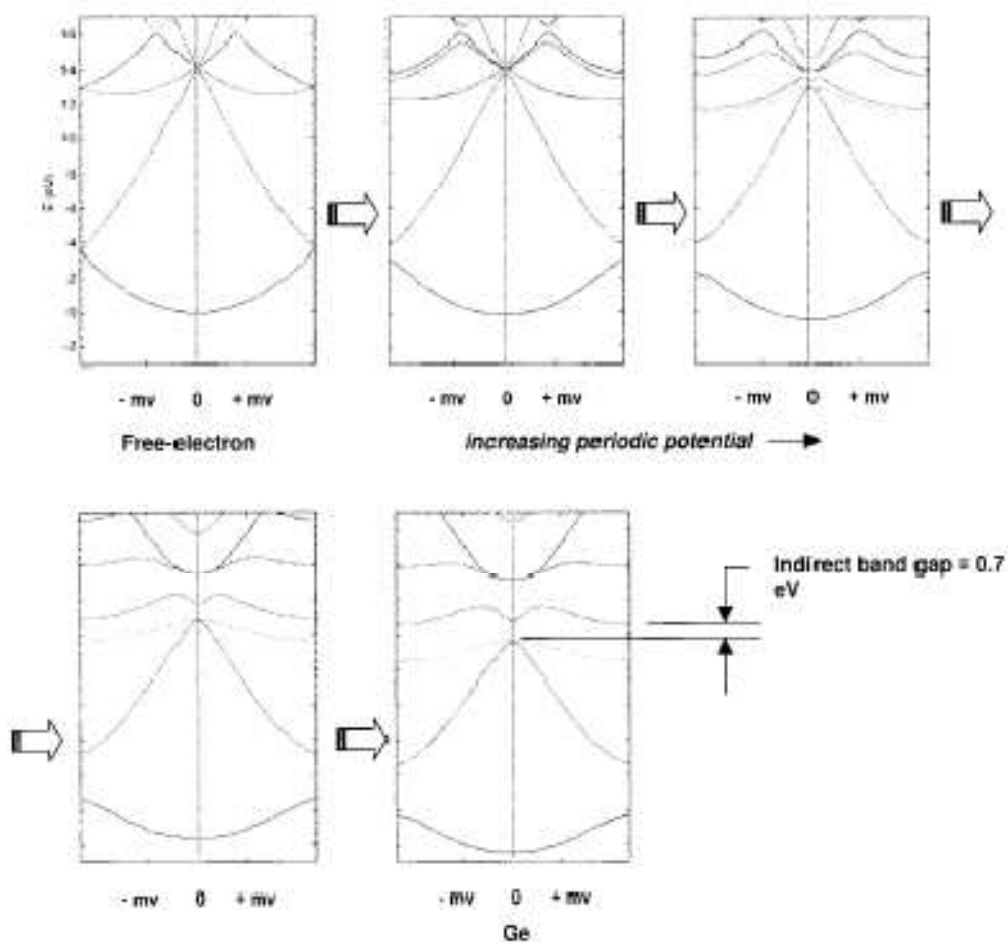 - mv 0 + mv
- mv 0 + mv
- mv 0 + mv
Free-electron
increasing periodic potential
Indirect band gap = 0.7
eV
- mv 0 + mv
- mv 0 + mv
Ge